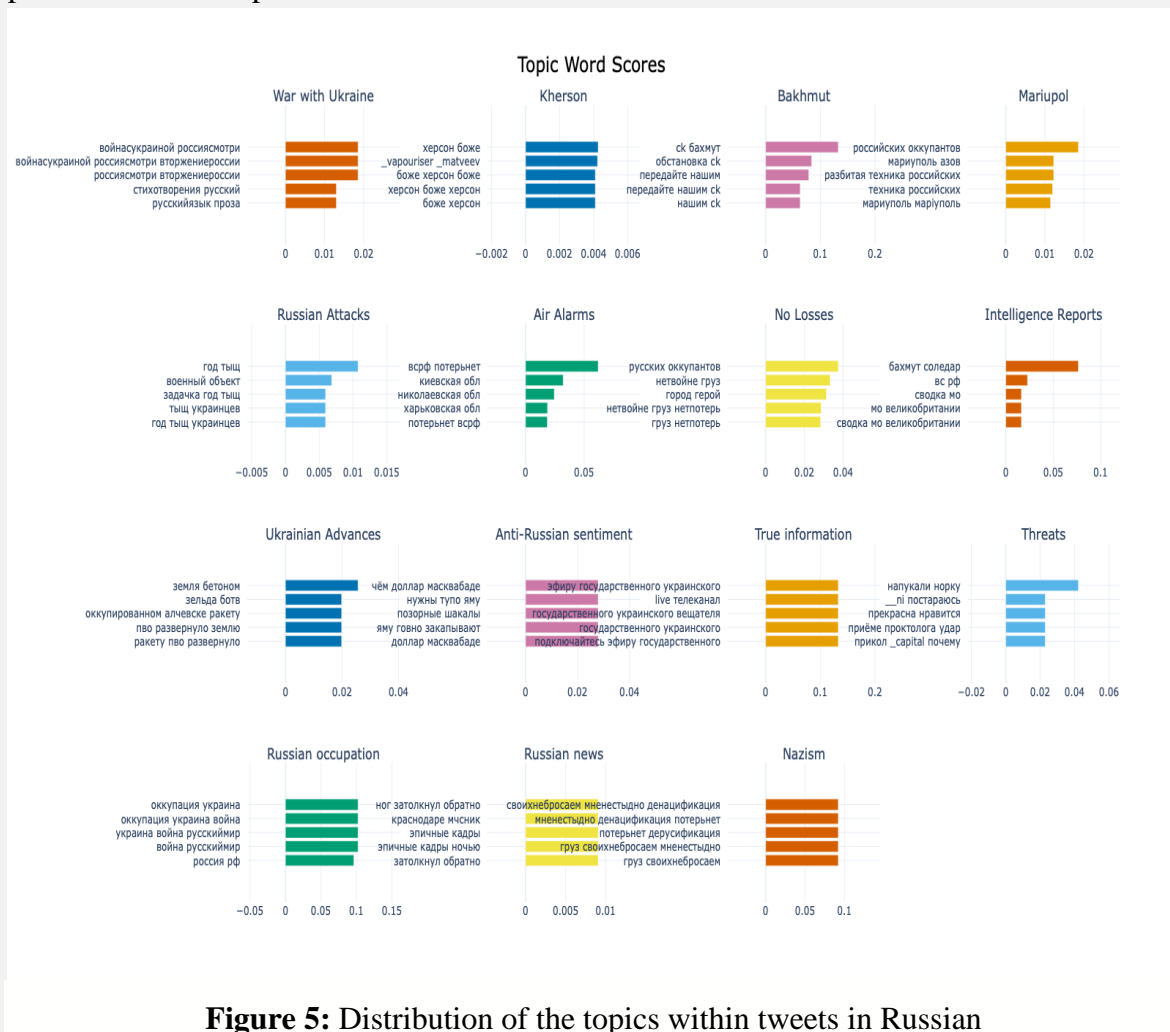 Topic Word Scores
War with Ukraine
войнасукраиной россиясмотри
войнасукраиной россиясмотри вторжениероссии
россиясмотри вторжениероссии
стихотворения русский
русскийязык проза
0 0.01 0.02
Kherson
херсон боже
_vapouriser _matveev
боже херсон боже
херсон боже херсон
боже херсон
−0.002 0 0.002 0.004 0.006
Bakhmut
ск бахмут
обстановка ск
передайте нашим
передайте нашим ск
нашим ск
0 0.1 0.2
Mariupol
российских оккупантов
мариуполь азов
разбитая техника российских
техника российских
мариуполь маріуполь
0 0.01 0.02
Russian Attacks
год тыщ
военный объект
задачка год тыщ
тыщ украинцев
год тыщ украинцев
−0.005 0 0.005 0.01 0.015
Air Alarms
всрф потерьнет
киевская обл
николаевская обл
харьковская обл
потерьнет всрф
0 0.05
No Losses
русских оккупантов
нетвойне груз
город герой
нетвойне груз нетпотерь
груз нетпотерь
0 0.02 0.04
Intelligence Reports
бахмут соледар
вс рф
сводка мо
мо великобритании
сводка мо великобритании
0 0.05 0.1
Ukrainian Advances
земля бетоном
зельда ботв
оккупированном алчевске ракету
пво развернуло землю
ракету пво развернуло
0 0.02 0.04
Anti-Russian sentiment
чём доллар масквабаде
нужны тупо яму
позорные шакалы
яму говно закапывают
доллар масквабаде
0 0.02 0.04
True information
эфиру государственного украинского
live телеканал
государственного украинского вещателя
государственного украинского
подключайтесь эфиру государственного
0 0.1 0.2
Threats
напукали норку
__ni постараюсь
прекрасна нравится
приёме проктолога удар
прикол _capital почему
−0.02 0 0.02 0.04 0.06
Russian occupation
оккупация украина
оккупация украина война
украина война русскиймир
война русскиймир
россия рф
−0.05 0 0.05 0.1 0.15
Russian news
ног затолкнул обратно
краснодаре мчсник
эпичные кадры
эпичные кадры ночью
затолкнул обратно
0 0.005 0.01
Nazism
своихнебросаем мненестыдно денацификация
мненестыдно денацификация потерьнет
потерьнет дерусификация
груз своихнебросаем мненестыдно
груз своихнебросаем
0 0.05 0.1
Figure 5: Distribution of the topics within tweets in Russian